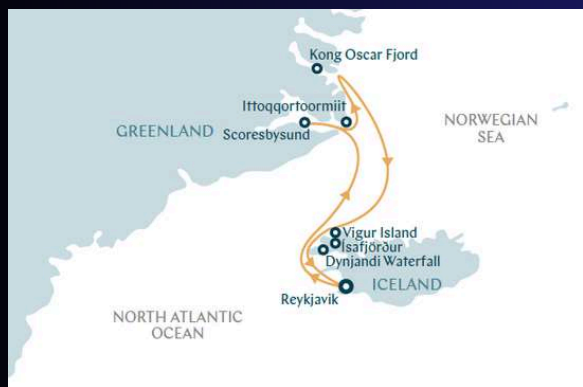 Kong Oscar Fjord
Ittoqqortoormiit
GREENLAND
Scoresbysund
NORWEGIAN
SEA
Vigur Island
Ísafjörður
Dynjandi Waterfall
Reykjavik
ICELAND
NORTH ATLANTIC
OCEAN